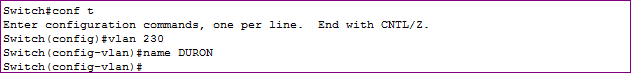 Switch#conf t
Enter configuration commands, one per line.  End with CNTL/Z.
Switch(config)#vlan 230
Switch(config-vlan)#name DURON
Switch(config-vlan)#